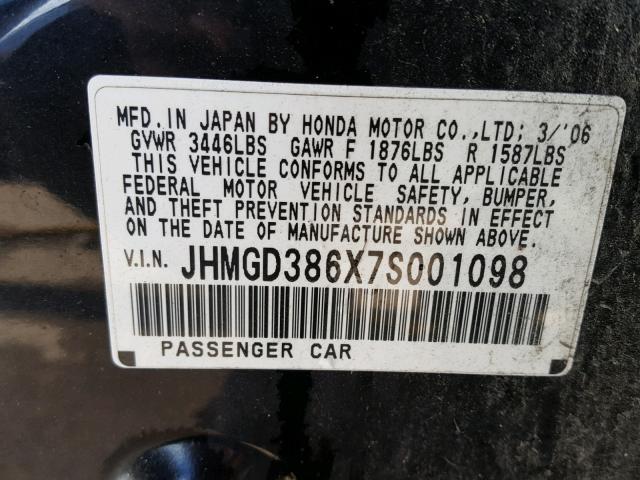 MFD. IN JAPAN BY HONDA MOTOR CO.,LTD; 3/'06
GVWR 3446LBS GAWR F 1876LBS R 1587LBS
THIS VEHICLE CONFORMS TO ALL APPLICABLE
FEDERAL MOTOR VEHICLE SAFETY, BUMPER,
AND THEFT PREVENTION STANDARDS IN EFFECT
ON THE DATE OF MANUFACTURE SHOWN ABOVE.
V.I.N. JHMGD386X7S001098
PASSENGER CAR